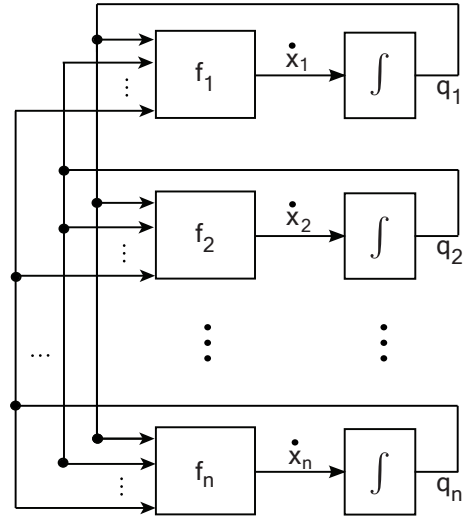 f₁ ẋ₁ ∫ q₁
...
f₂ ẋ₂ ∫ q₂
...
...
fₙ ẋₙ ∫ qₙ
...